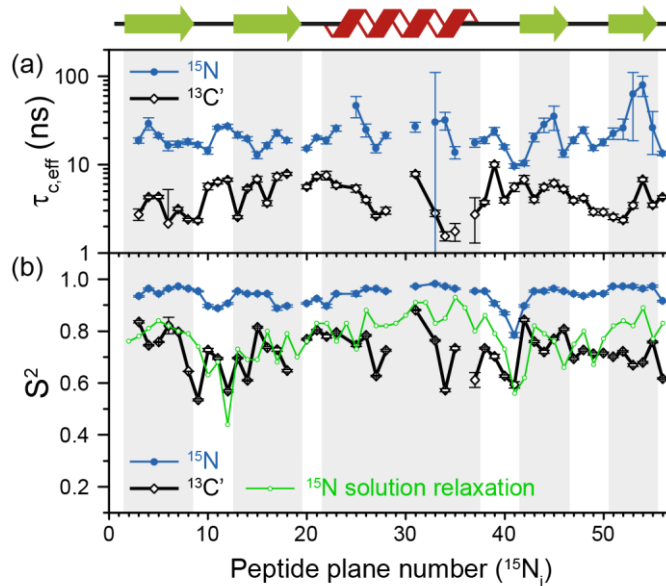 (a)
¹⁵N
¹³C'
100
10
1
τc,eff (ns)
(b)
1.0
0.8
0.6
0.4
0.2
S²
¹⁵N
¹³C'
¹⁵N solution relaxation
0 10 20 30 40 50
Peptide plane number (¹⁵Nᵢ)